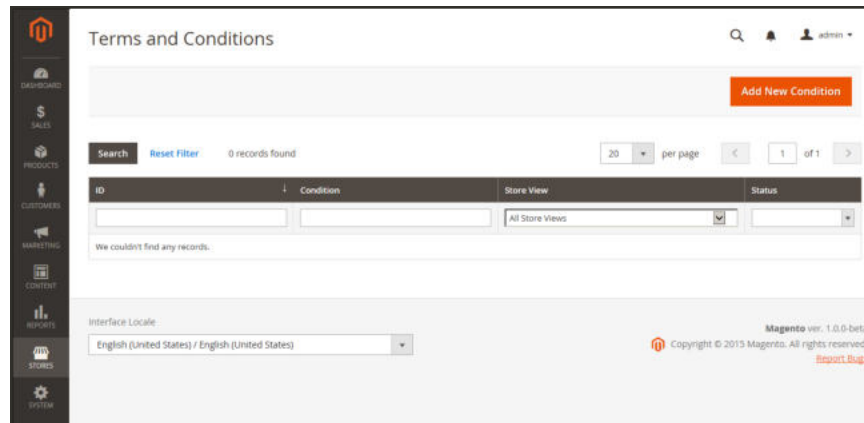 Terms and Conditions
admin
DASHBOARD
SALES
PRODUCTS
CUSTOMERS
MARKETING
CONTENT
REPORTS
STORES
SYSTEM
Add New Condition
Search Reset Filter 0 records found 20 per page 1 of 1
ID Condition Store View Status
All Store Views
We couldn't find any records.
Interface Locale
English (United States) / English (United States)
Magento ver. 1.0.0-beta
Copyright © 2015 Magento. All rights reserved.
Report Bug